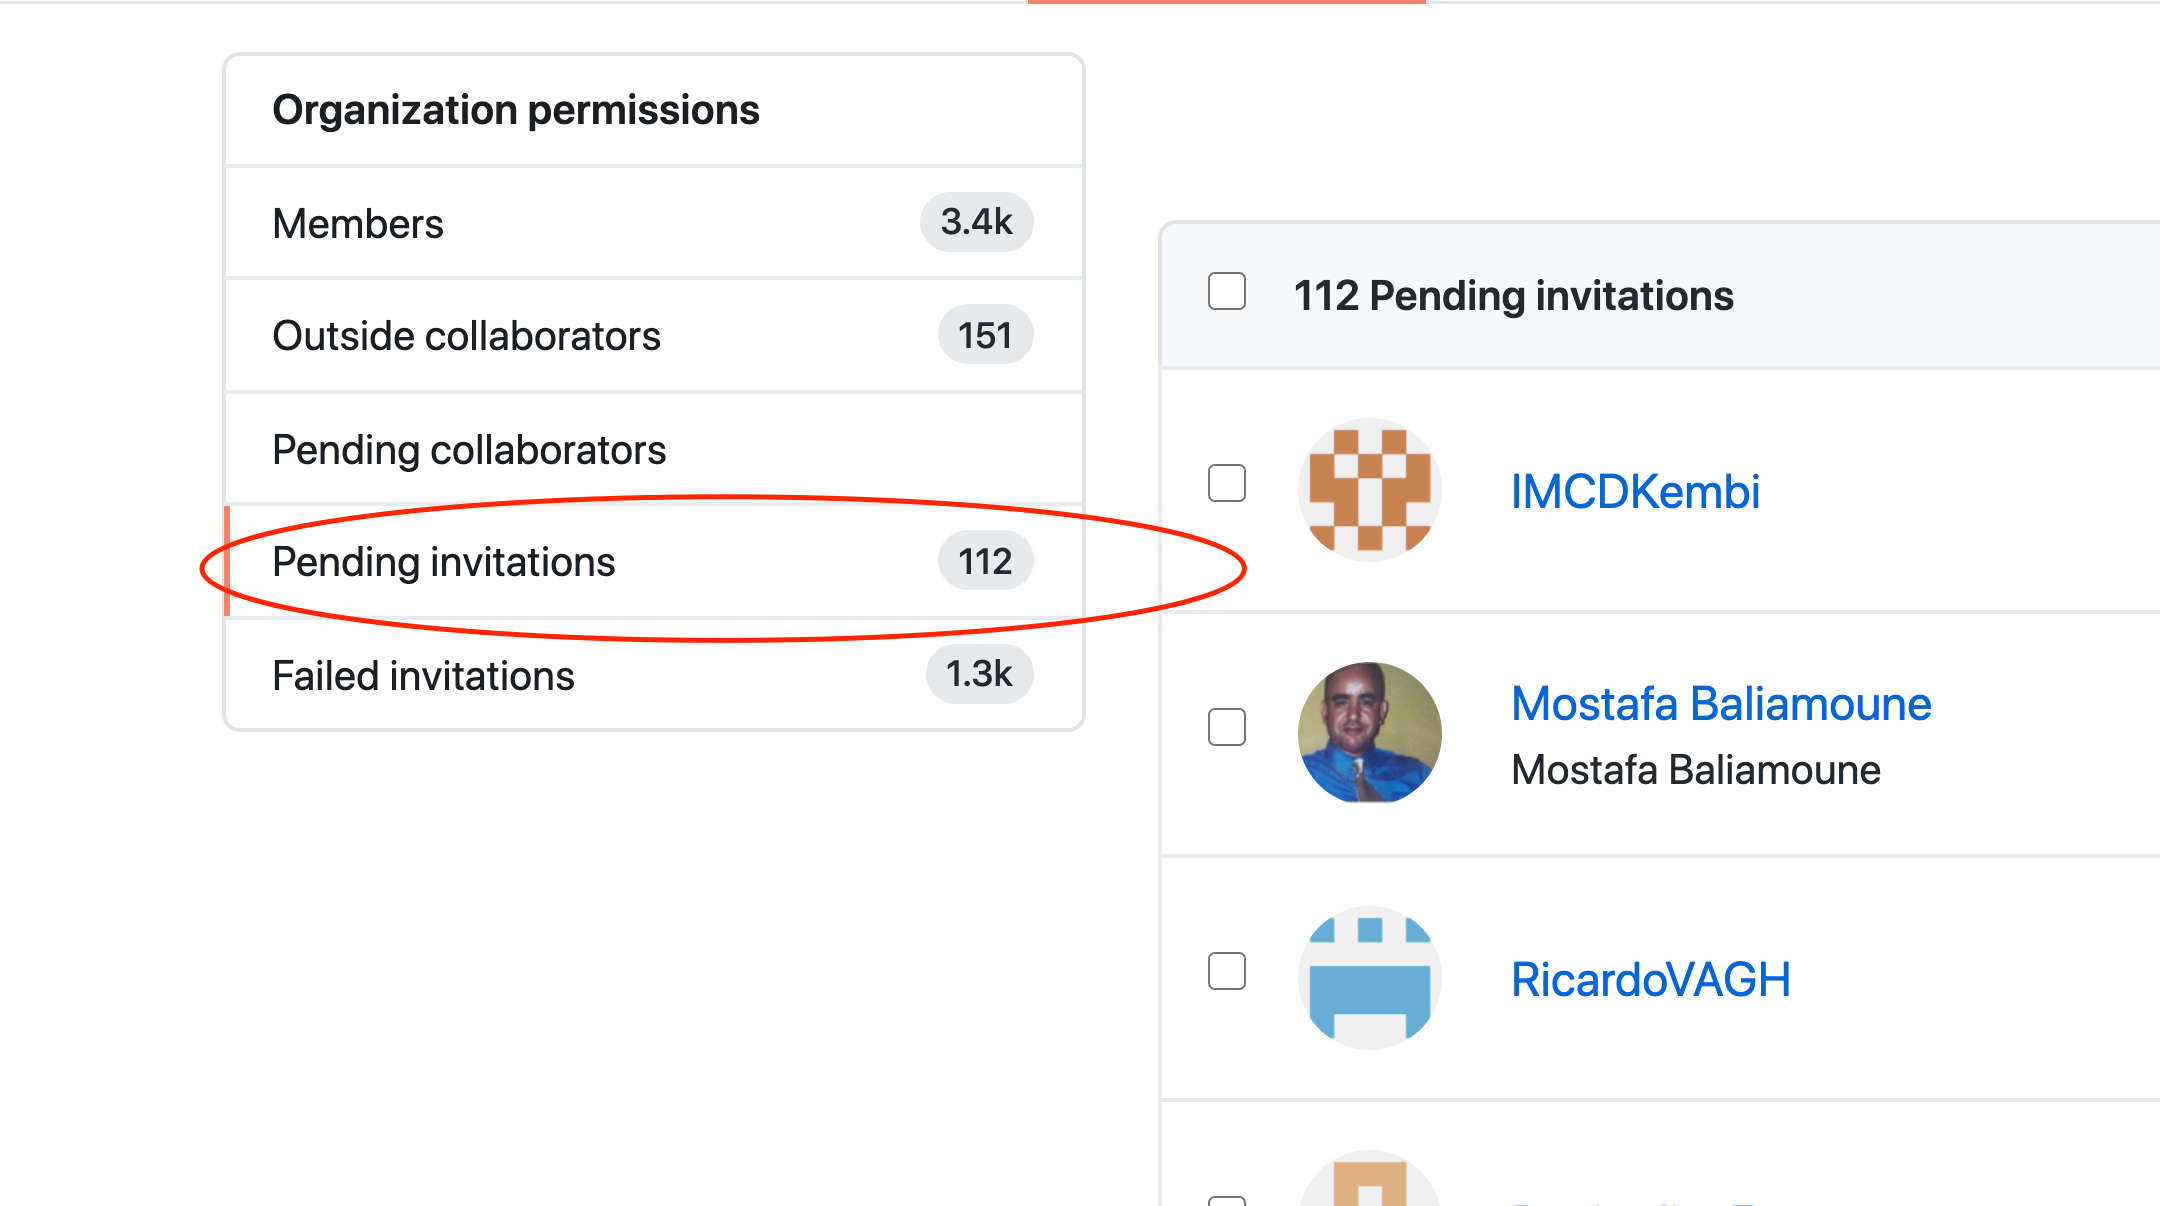 Organization permissions
Members 3.4k
Outside collaborators 151
Pending collaborators
Pending invitations 112
Failed invitations 1.3k
112 Pending invitations
IMCDKembi
Mostafa Baliamoune
Mostafa Baliamoune
RicardoVAGH